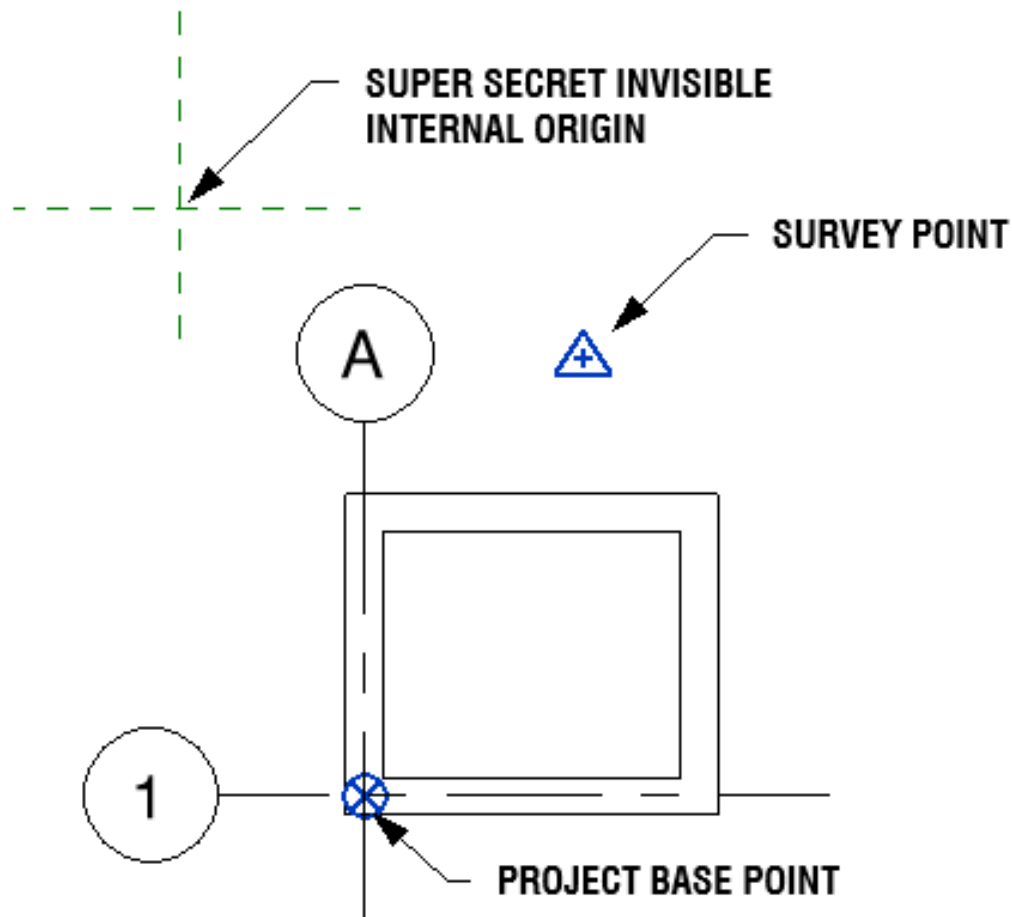 SUPER SECRET INVISIBLE
INTERNAL ORIGIN
SURVEY POINT
A
1
PROJECT BASE POINT